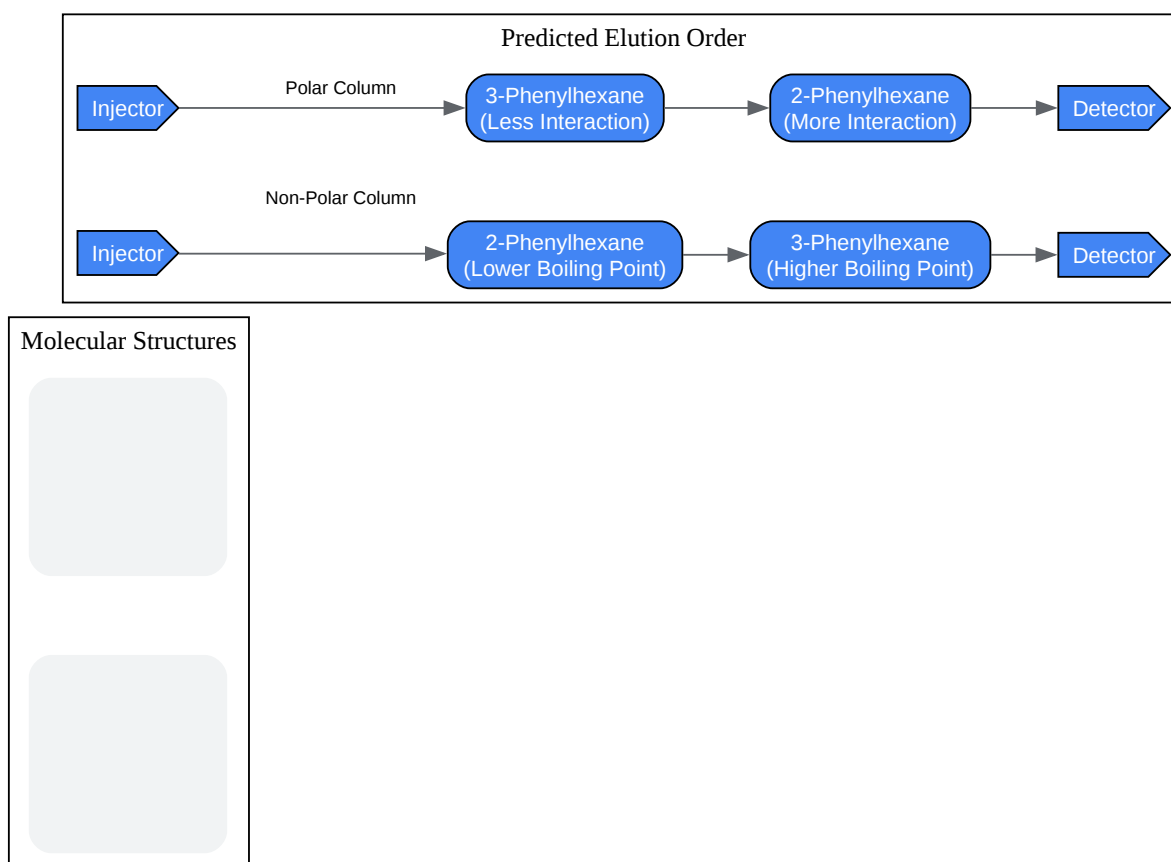 Predicted Elution Order
Injector
Polar Column
3-Phenylhexane
(Less Interaction)
2-Phenylhexane
(More Interaction)
Detector
Injector
Non-Polar Column
2-Phenylhexane
(Lower Boiling Point)
3-Phenylhexane
(Higher Boiling Point)
Detector
Molecular Structures